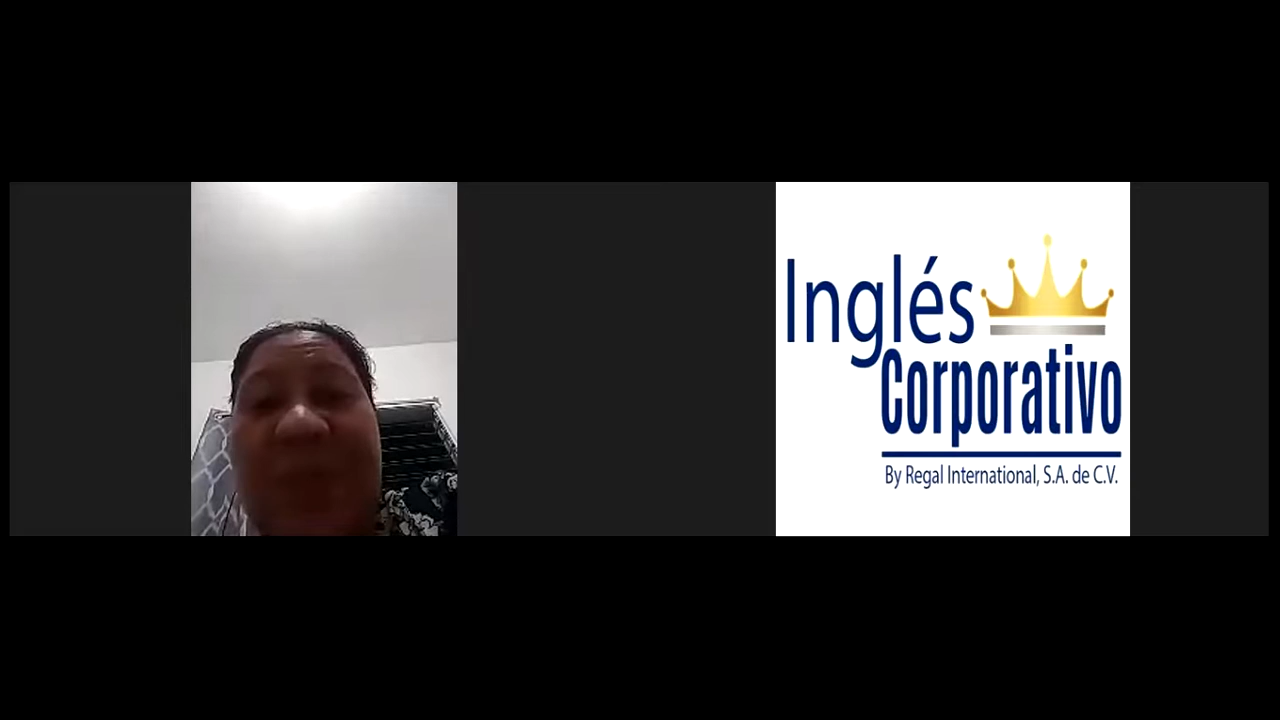 Inglés
Corporativo
By Regal International, S.A. de C.V.